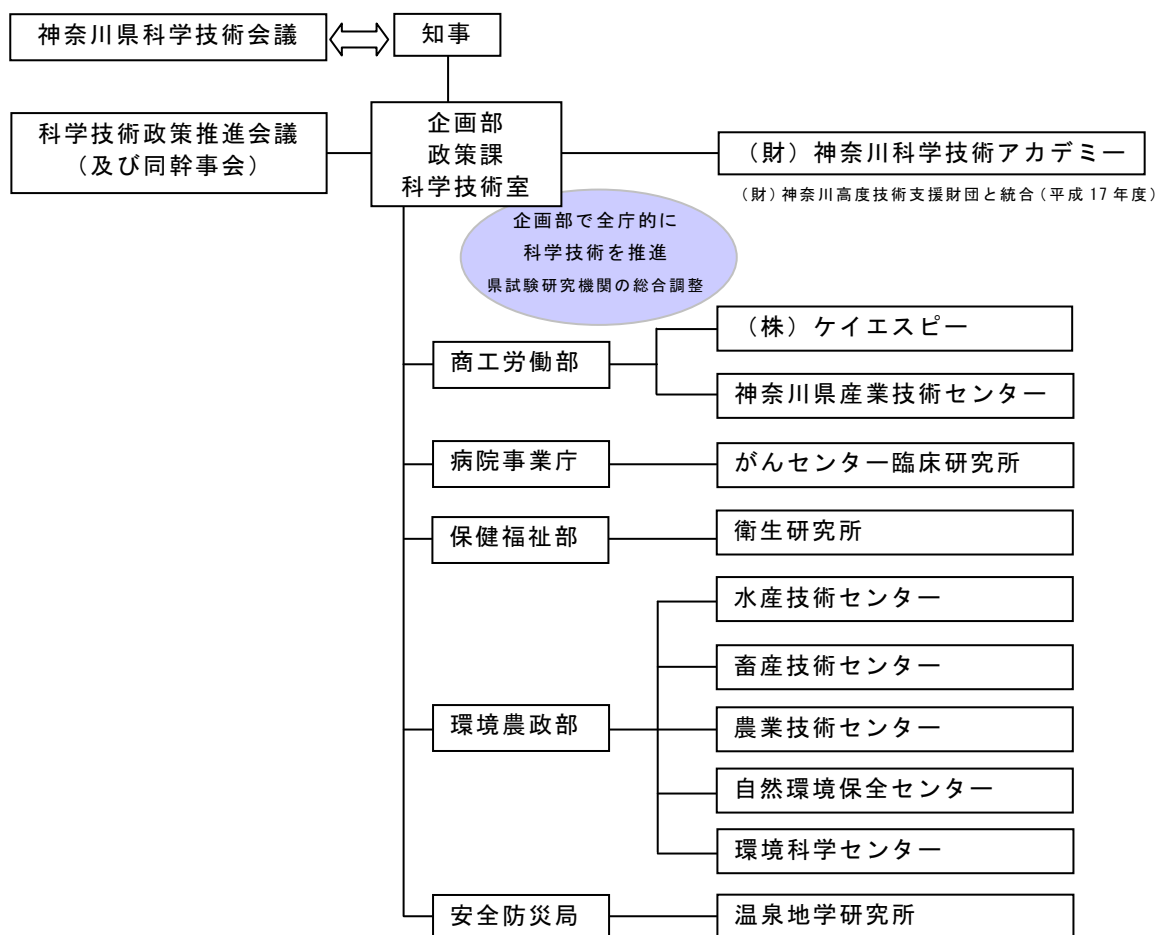 神奈川県科学技術会議
知事
科学技術政策推進会議
（及び同幹事会）
企画部
政策課
科学技術室
（財）神奈川科学技術アカデミー
（財）神奈川高度技術支援財団と統合（平成17年度）
企画部で全庁的に
科学技術を推進
県試験研究機関の総合調整
商工労働部
（株）ケイエスピー
神奈川県産業技術センター
病院事業庁
がんセンター臨床研究所
保健福祉部
衛生研究所
環境農政部
水産技術センター
畜産技術センター
農業技術センター
自然環境保全センター
環境科学センター
安全防災局
温泉地学研究所